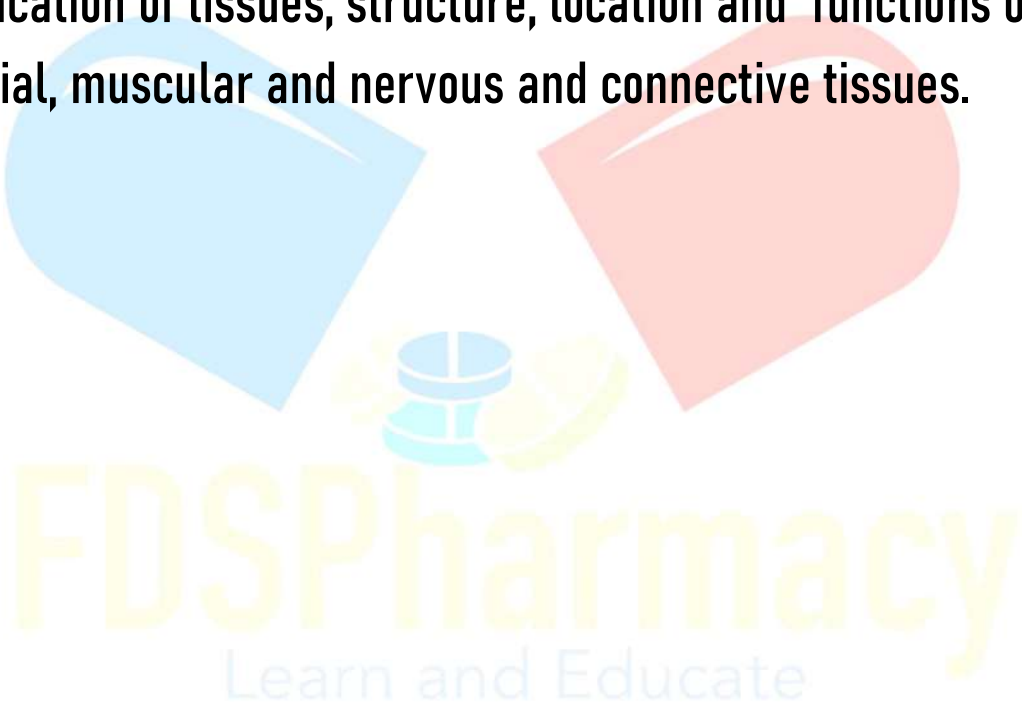 ication of tissues, structure, location and functions o
ial, muscular and nervous and connective tissues.
FDSPharmacy
Learn and Educate